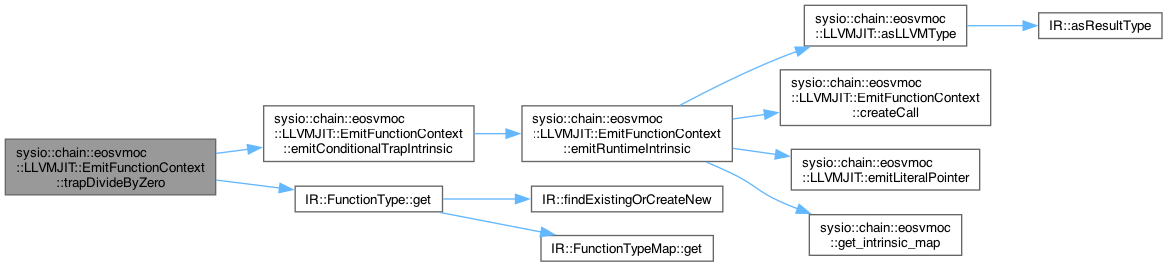 sysio::chain::eosvmoc
::LLVMJIT::EmitFunctionContext
::trapDivideByZero
sysio::chain::eosvmoc
::LLVMJIT::EmitFunctionContext
::emitConditionalTrapIntrinsic
IR::FunctionType::get
sysio::chain::eosvmoc
::LLVMJIT::EmitFunctionContext
::emitRuntimeIntrinsic
IR::findExistingOrCreateNew
IR::FunctionTypeMap::get
sysio::chain::eosvmoc
::LLVMJIT::asLLVMType
sysio::chain::eosvmoc
::LLVMJIT::EmitFunctionContext
::createCall
sysio::chain::eosvmoc
::LLVMJIT::emitLiteralPointer
sysio::chain::eosvmoc
::get_intrinsic_map
IR::asResultType